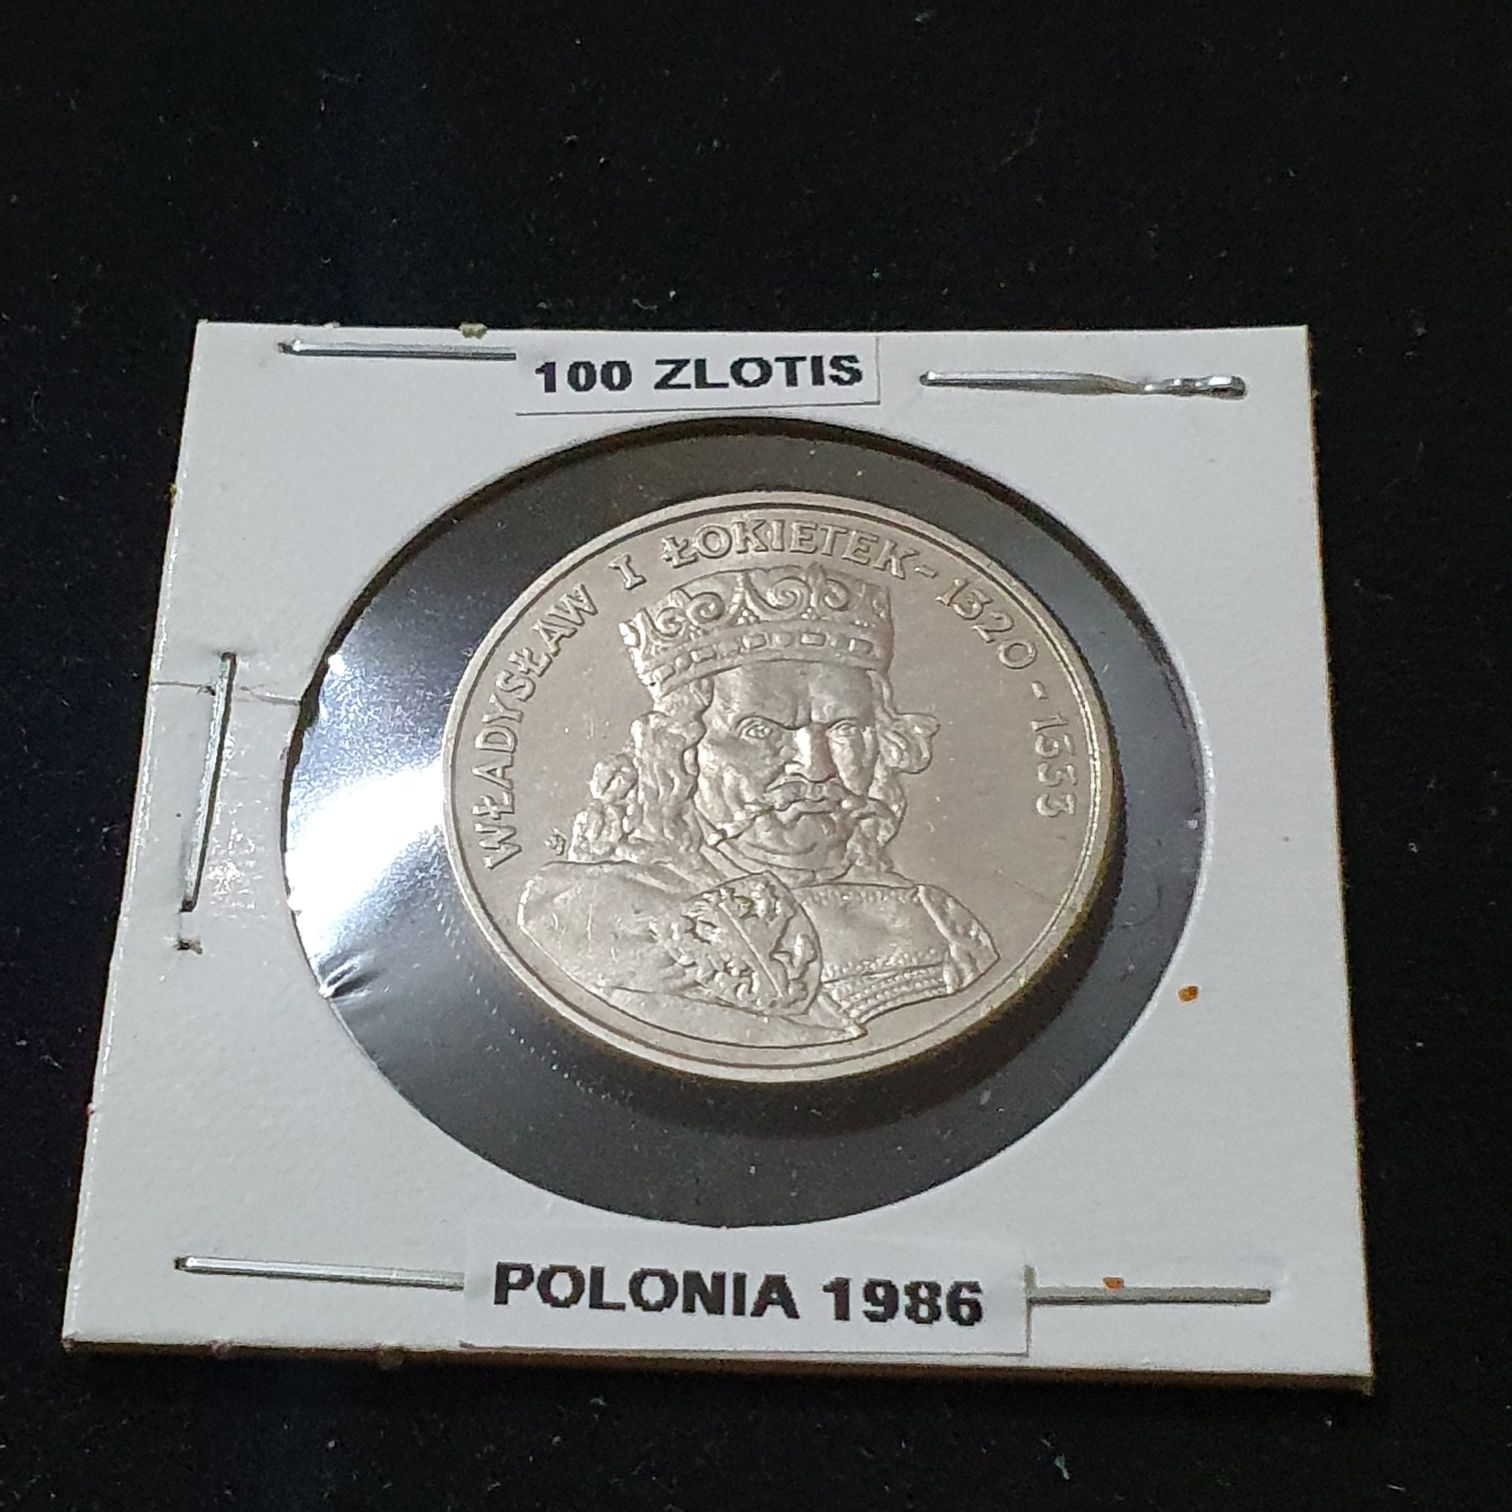 100 ZLOTIS
WŁADYSŁAW I ŁOKIETEK - 1320 - 1333
POLONIA 1986